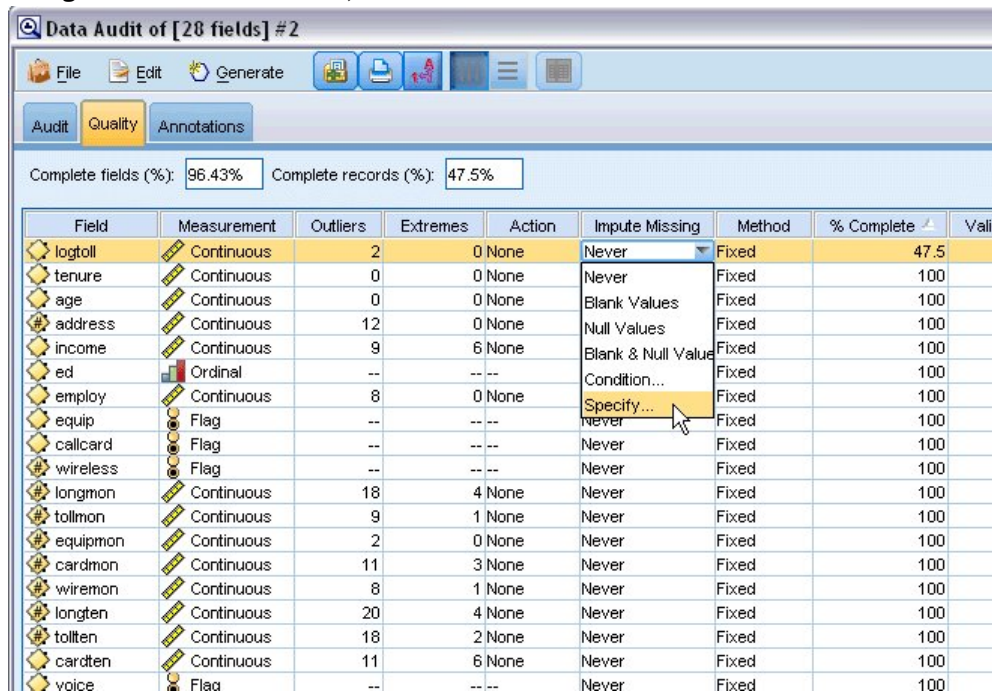 Data Audit of [28 fields] #2
File Edit Generate
Audit Quality Annotations
Complete fields (%): 96.43% Complete records (%): 47.5%
Field Measurement Outliers Extremes Action Impute Missing Method % Complete Vali
logtoll Continuous 2 0 None Never Fixed 47.5
tenure Continuous 0 0 None Never Fixed 100
age Continuous 0 0 None Blank Values Fixed 100
address Continuous 12 0 None Null Values Fixed 100
income Continuous 9 6 None Blank & Null Value Fixed 100
ed Ordinal -- -- -- Condition... Fixed 100
employ Continuous 8 0 None Specify... Fixed 100
equip Flag -- -- -- Never Fixed 100
callcard Flag -- -- -- Never Fixed 100
wireless Flag -- -- -- Never Fixed 100
longmon Continuous 18 4 None Never Fixed 100
tollmon Continuous 9 1 None Never Fixed 100
equipmon Continuous 2 0 None Never Fixed 100
cardmon Continuous 11 3 None Never Fixed 100
wiremon Continuous 8 1 None Never Fixed 100
longten Continuous 20 4 None Never Fixed 100
tollten Continuous 18 2 None Never Fixed 100
cardten Continuous 11 6 None Never Fixed 100
voice Flag -- -- -- Never Fixed 100